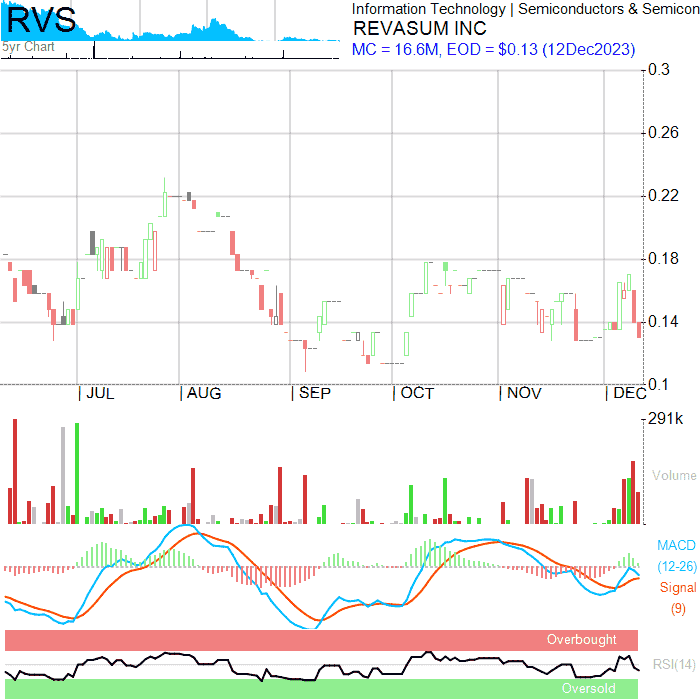 RVS
5yr Chart
Information Technology | Semiconductors & Semicon
REVASUM INC
MC = 16.6M, EOD = $0.13 (12Dec2023)
0.3
0.26
0.22
0.18
0.14
0.1
JUL
AUG
SEP
OCT
NOV
DEC
291k
Volume
MACD
(12-26)
Signal
(9)
Overbought
RSI(14)
Oversold